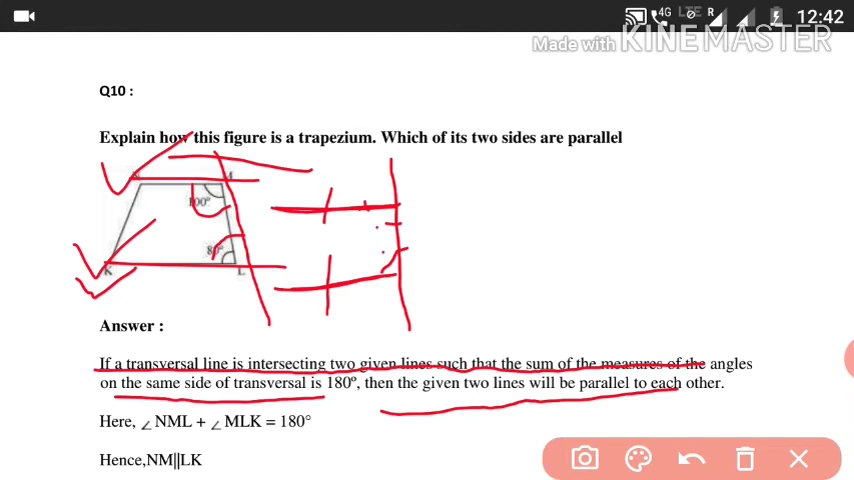 4G LTE R 12:42
Made with KINEMASTER
Q10 :
Explain how this figure is a trapezium. Which of its two sides are parallel
M
100°
K
L
Answer :
If a transversal line is intersecting two given lines such that the sum of the measures of the angles
on the same side of transversal is 180º, then the given two lines will be parallel to each other.
Here, ∠NML + ∠MLK = 180°
Hence,NM||LK